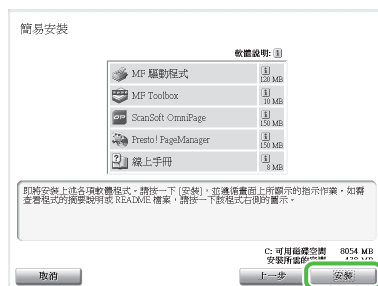 簡易安裝
軟體說明: i
MF 驅動程式 i 120 MB
MF Toolbox i 10 MB
ScanSoft OmniPage i 150 MB
Presto! PageManager i 150 MB
線上手冊 i 8 MB
即將安裝上述各項軟體程式。請按一下 [安裝]，並遵循畫面上所顯示的指示作業。如需
查看程式的摘要說明或 README 檔案，請按一下該程式右側的圖示。
C: 可用磁碟空間 8054 MB
安裝所需的空間 438 MB
取消 上一步 安裝